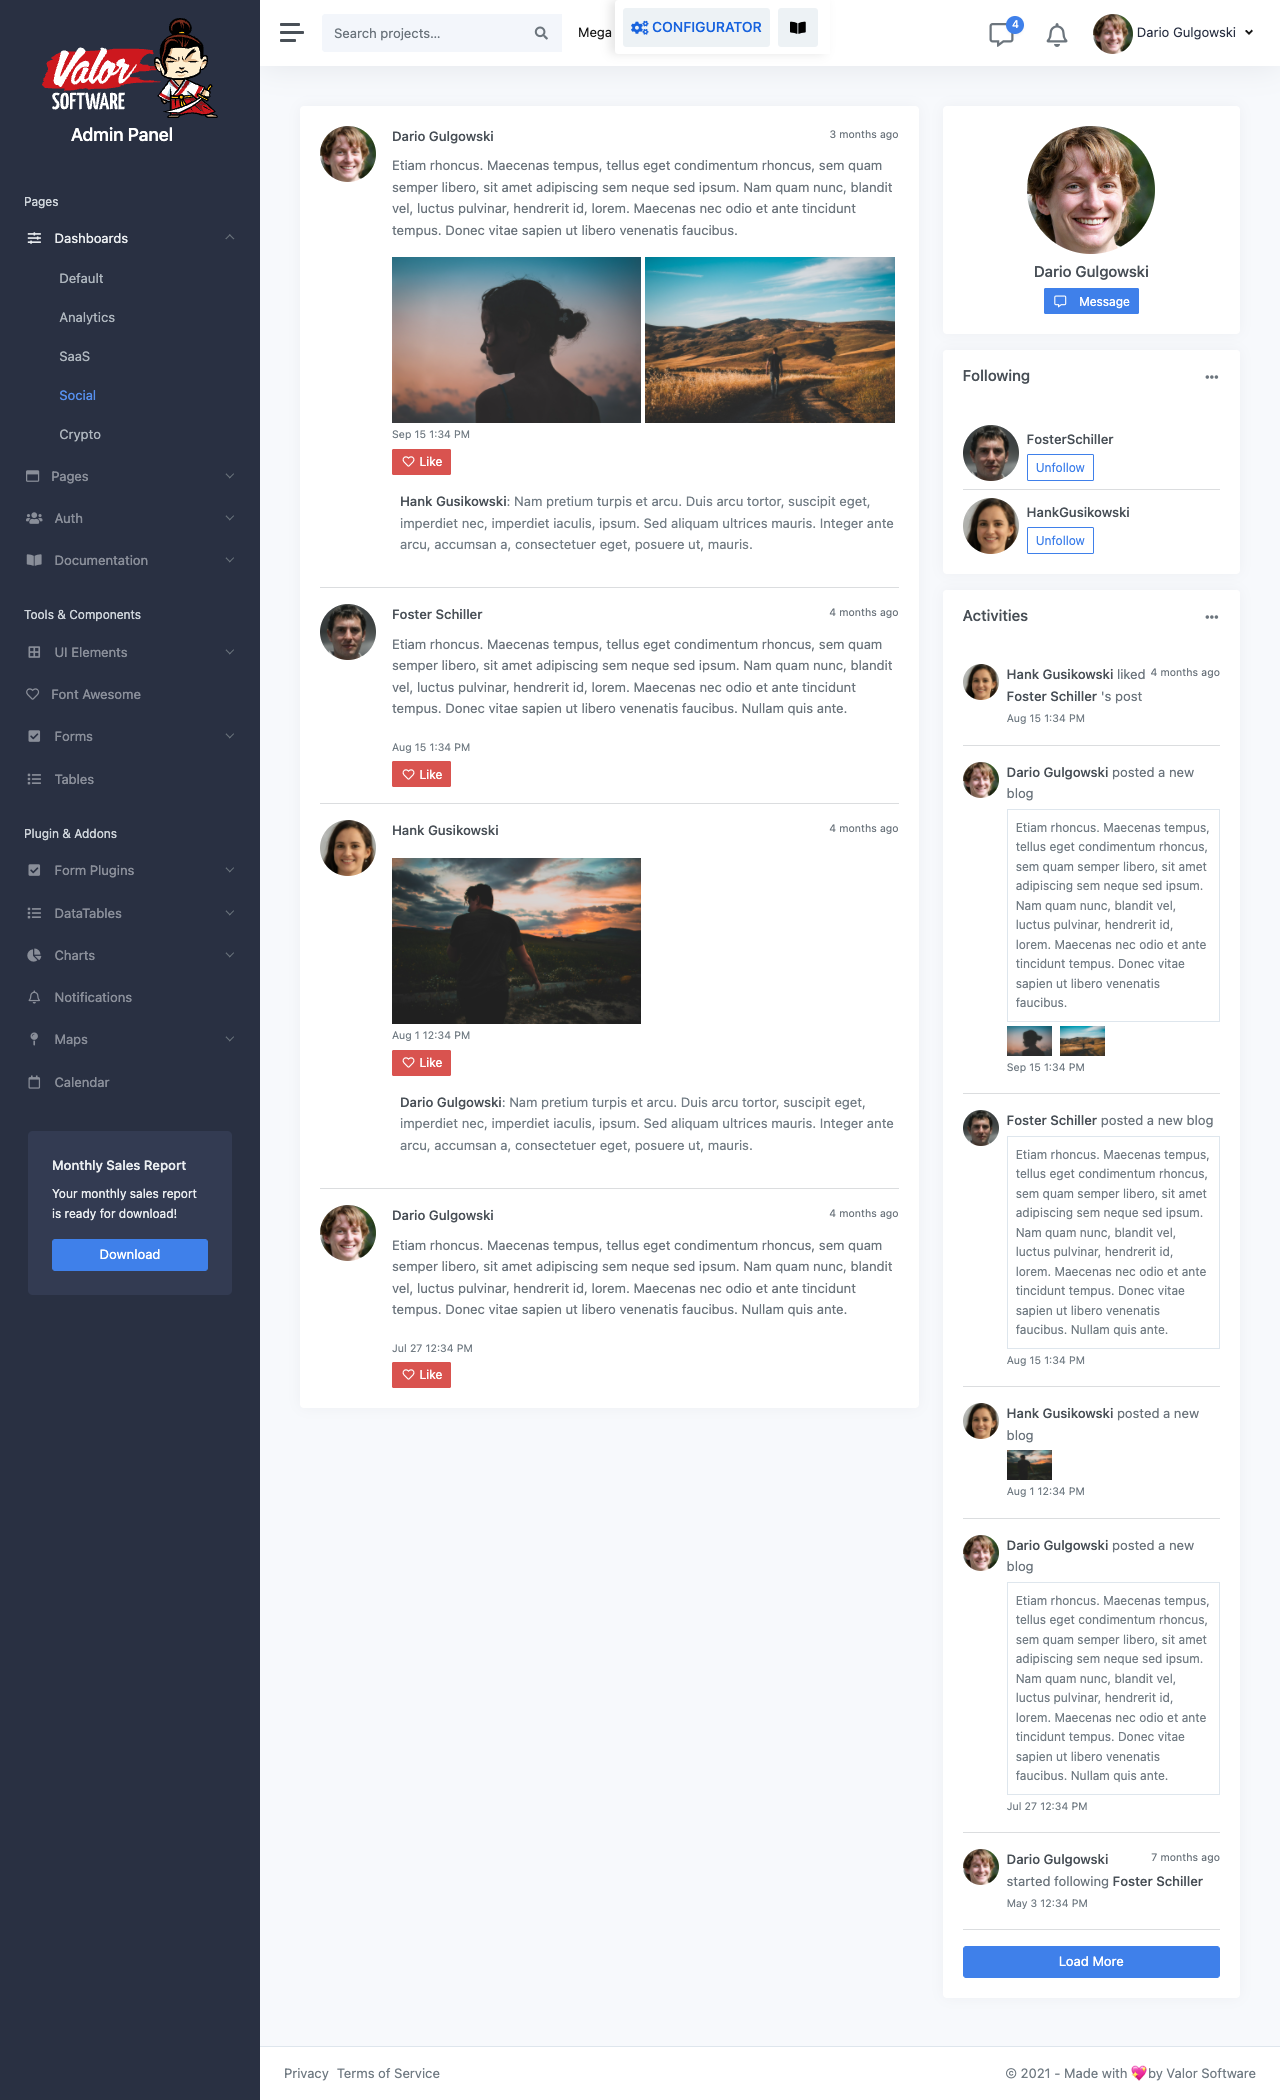 Valor
SOFTWARE
Admin Panel
Pages
Dashboards
Default
Analytics
SaaS
Social
Crypto
Pages
Auth
Documentation
Tools & Components
UI Elements
Font Awesome
Forms
Tables
Plugin & Addons
Form Plugins
DataTables
Charts
Notifications
Maps
Calendar
Monthly Sales Report
Your monthly sales report
is ready for download!
Download
Search projects...
Mega
CONFIGURATOR
4
Dario Gulgowski
Dario Gulgowski
3 months ago
Etiam rhoncus. Maecenas tempus, tellus eget condimentum rhoncus, sem quam
semper libero, sit amet adipiscing sem neque sed ipsum. Nam quam nunc, blandit
vel, luctus pulvinar, hendrerit id, lorem. Maecenas nec odio et ante tincidunt
tempus. Donec vitae sapien ut libero venenatis faucibus.
Sep 15 1:34 PM
Like
Hank Gusikowski: Nam pretium turpis et arcu. Duis arcu tortor, suscipit eget,
imperdiet nec, imperdiet iaculis, ipsum. Sed aliquam ultrices mauris. Integer ante
arcu, accumsan a, consectetuer eget, posuere ut, mauris.
Foster Schiller
4 months ago
Etiam rhoncus. Maecenas tempus, tellus eget condimentum rhoncus, sem quam
semper libero, sit amet adipiscing sem neque sed ipsum. Nam quam nunc, blandit
vel, luctus pulvinar, hendrerit id, lorem. Maecenas nec odio et ante tincidunt
tempus. Donec vitae sapien ut libero venenatis faucibus. Nullam quis ante.
Aug 15 1:34 PM
Like
Hank Gusikowski
4 months ago
Aug 1 12:34 PM
Like
Dario Gulgowski: Nam pretium turpis et arcu. Duis arcu tortor, suscipit eget,
imperdiet nec, imperdiet iaculis, ipsum. Sed aliquam ultrices mauris. Integer ante
arcu, accumsan a, consectetuer eget, posuere ut, mauris.
Dario Gulgowski
4 months ago
Etiam rhoncus. Maecenas tempus, tellus eget condimentum rhoncus, sem quam
semper libero, sit amet adipiscing sem neque sed ipsum. Nam quam nunc, blandit
vel, luctus pulvinar, hendrerit id, lorem. Maecenas nec odio et ante tincidunt
tempus. Donec vitae sapien ut libero venenatis faucibus. Nullam quis ante.
Jul 27 12:34 PM
Like
Dario Gulgowski
Message
Following
FosterSchiller
Unfollow
HankGusikowski
Unfollow
Activities
Hank Gusikowski liked 4 months ago
Foster Schiller 's post
Aug 15 1:34 PM
Dario Gulgowski posted a new
blog
Etiam rhoncus. Maecenas tempus,
tellus eget condimentum rhoncus,
sem quam semper libero, sit amet
adipiscing sem neque sed ipsum.
Nam quam nunc, blandit vel,
luctus pulvinar, hendrerit id,
lorem. Maecenas nec odio et ante
tincidunt tempus. Donec vitae
sapien ut libero venenatis
faucibus.
Sep 15 1:34 PM
Foster Schiller posted a new blog
Etiam rhoncus. Maecenas tempus,
tellus eget condimentum rhoncus,
sem quam semper libero, sit amet
adipiscing sem neque sed ipsum.
Nam quam nunc, blandit vel,
luctus pulvinar, hendrerit id,
lorem. Maecenas nec odio et ante
tincidunt tempus. Donec vitae
sapien ut libero venenatis
faucibus. Nullam quis ante.
Aug 15 1:34 PM
Hank Gusikowski posted a new
blog
Aug 1 12:34 PM
Dario Gulgowski posted a new
blog
Etiam rhoncus. Maecenas tempus,
tellus eget condimentum rhoncus,
sem quam semper libero, sit amet
adipiscing sem neque sed ipsum.
Nam quam nunc, blandit vel,
luctus pulvinar, hendrerit id,
lorem. Maecenas nec odio et ante
tincidunt tempus. Donec vitae
sapien ut libero venenatis
faucibus. Nullam quis ante.
Jul 27 12:34 PM
Dario Gulgowski 7 months ago
started following Foster Schiller
May 3 12:34 PM
Load More
Privacy Terms of Service
© 2021 - Made with 💖by Valor Software